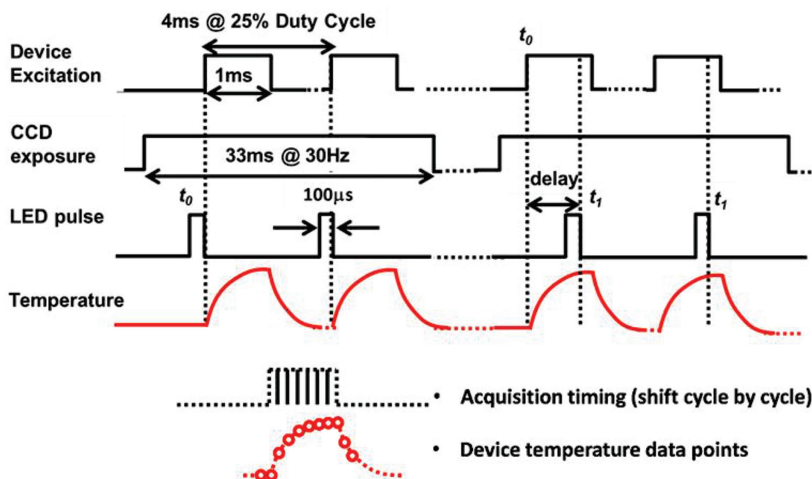 4ms @ 25% Duty Cycle
Device
Excitation
t0
1ms
CCD
exposure
33ms @ 30Hz
delay
LED pulse
t0
100μs
t1
t1
Temperature
• Acquisition timing (shift cycle by cycle)
• Device temperature data points